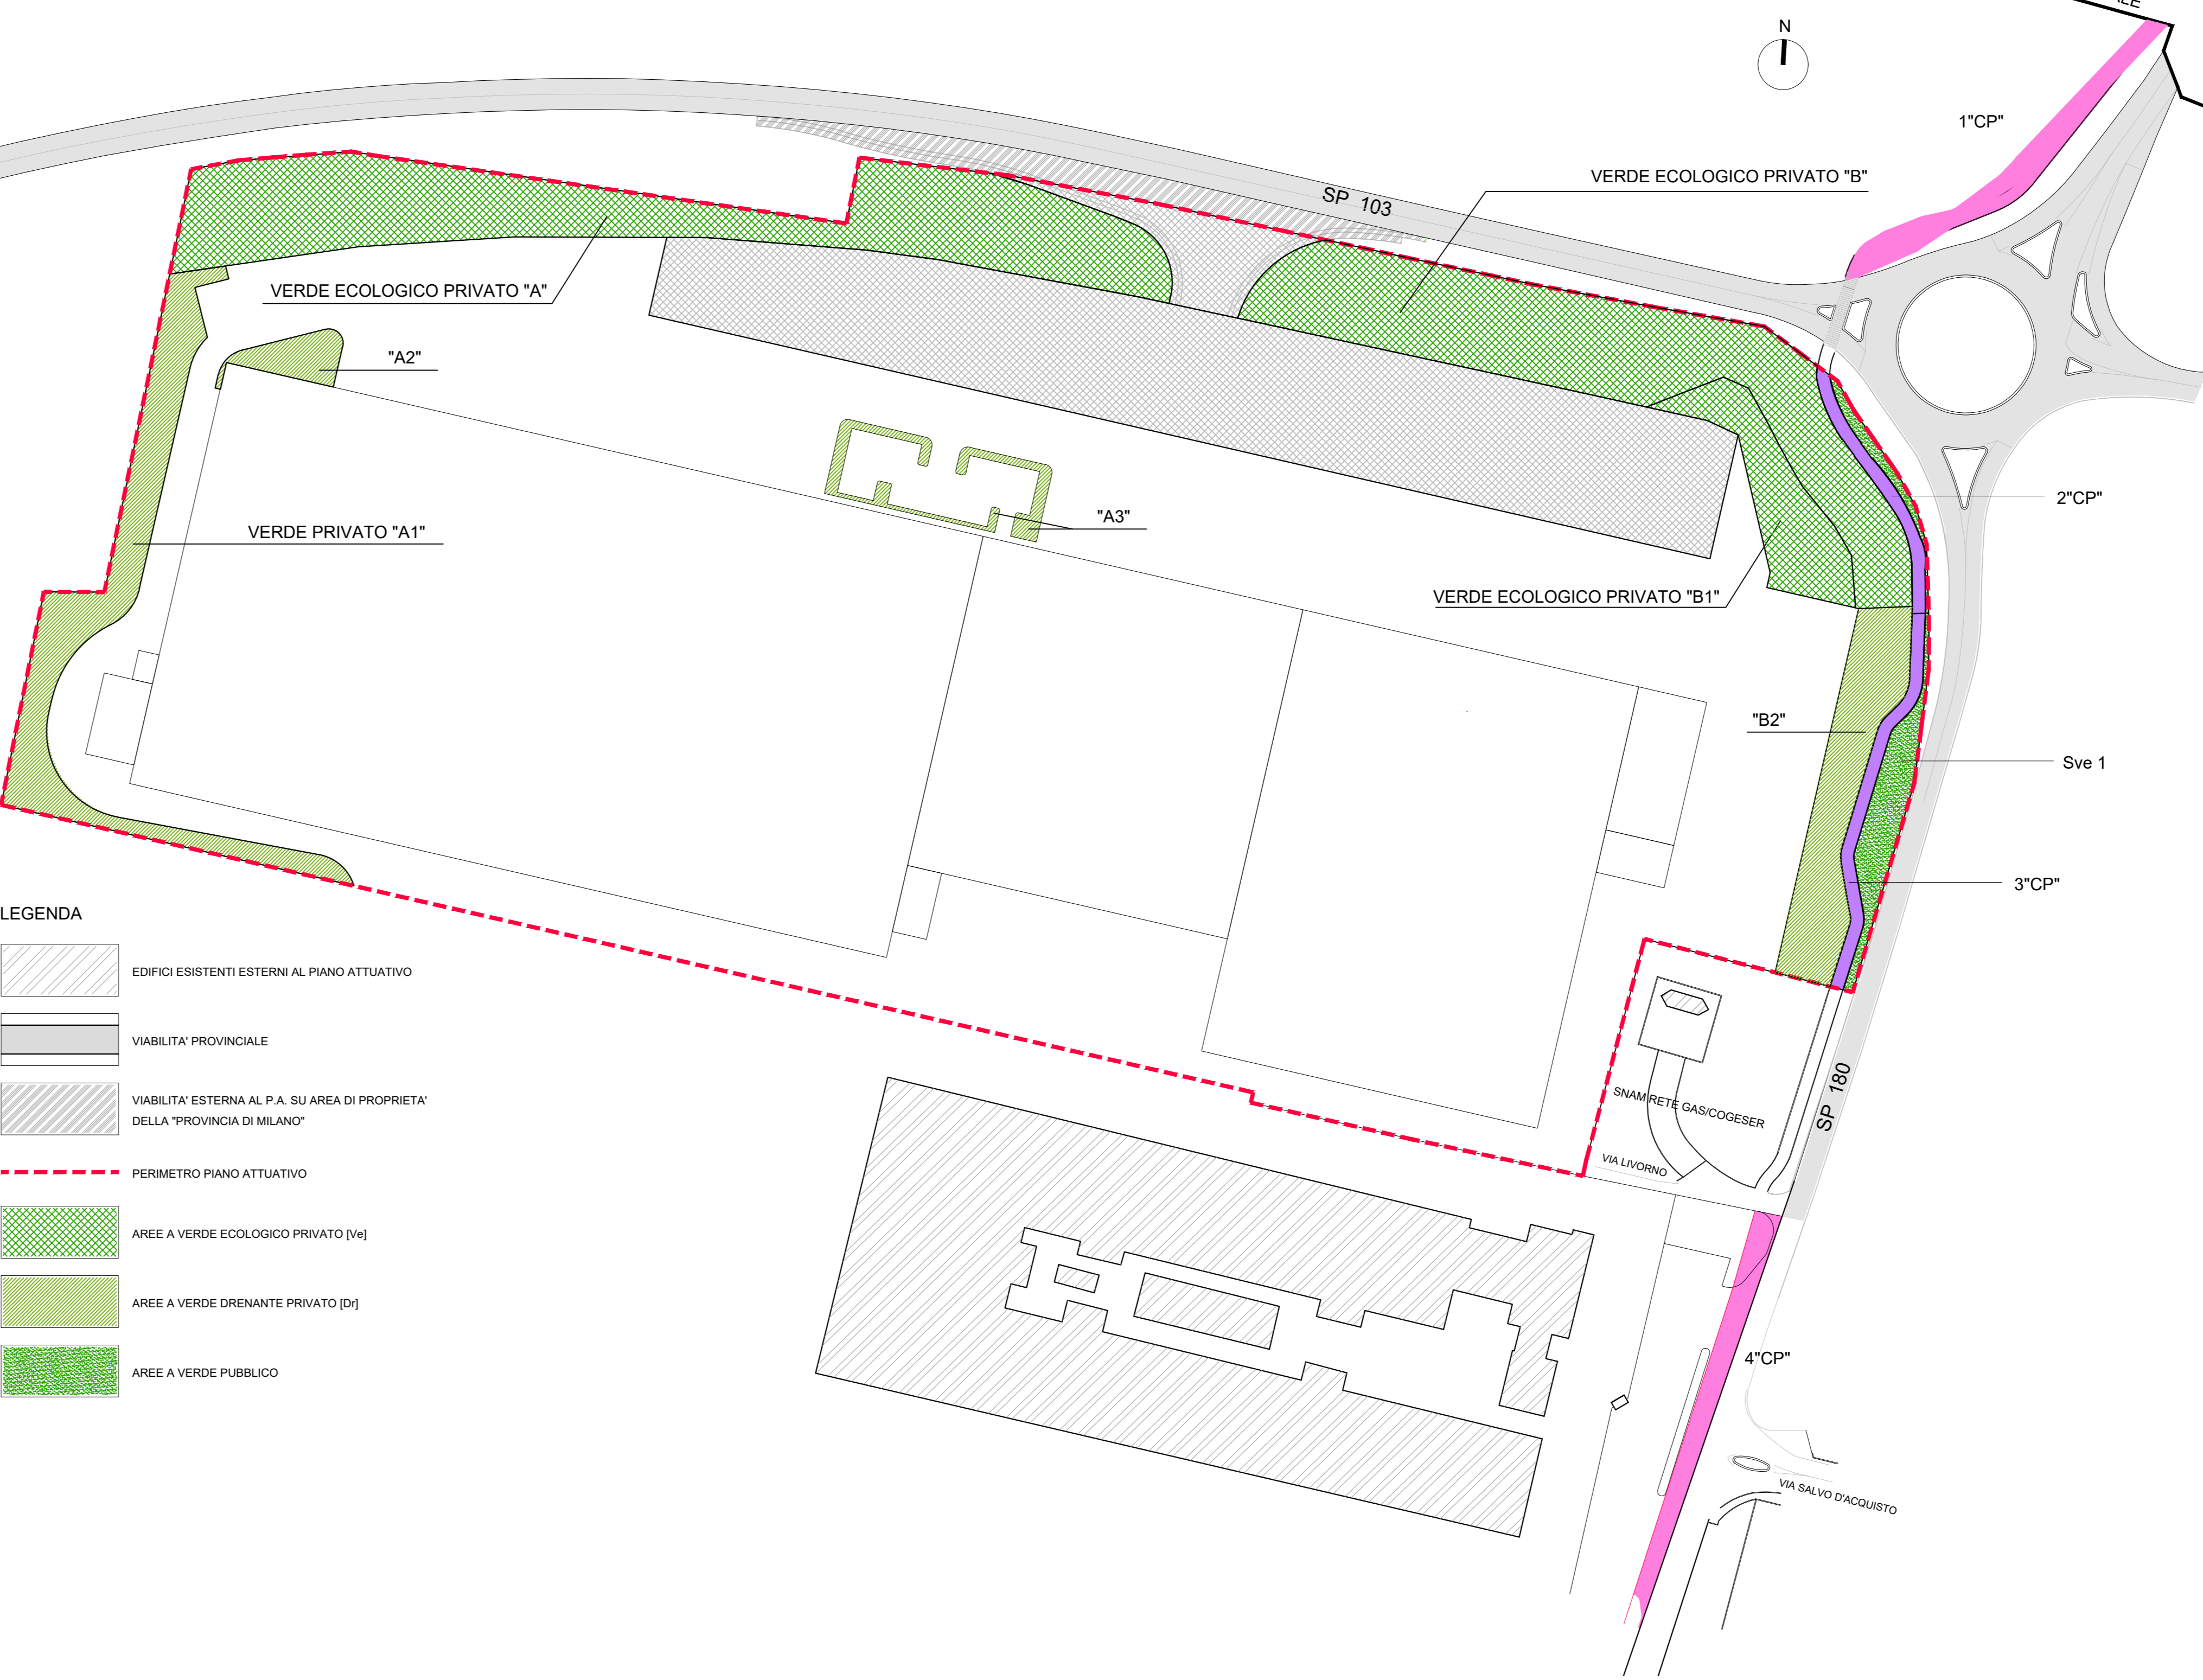 N
1"CP"
VERDE ECOLOGICO PRIVATO "B"
SP 103
VERDE ECOLOGICO PRIVATO "A"
"A2"
2"CP"
"A3"
VERDE PRIVATO "A1"
VERDE ECOLOGICO PRIVATO "B1"
"B2"
Sve 1
3"CP"
LEGENDA
EDIFICI ESISTENTI ESTERNI AL PIANO ATTUATIVO
VIABILITA' PROVINCIALE
VIABILITA' ESTERNA AL P.A. SU AREA DI PROPRIETA'
DELLA "PROVINCIA DI MILANO"
PERIMETRO PIANO ATTUATIVO
AREE A VERDE ECOLOGICO PRIVATO [Ve]
AREE A VERDE DRENANTE PRIVATO [Dr]
AREE A VERDE PUBBLICO
SNAM RETE GAS/COGESER
SP 180
VIA LIVORNO
4"CP"
VIA SALVO D'ACQUISTO